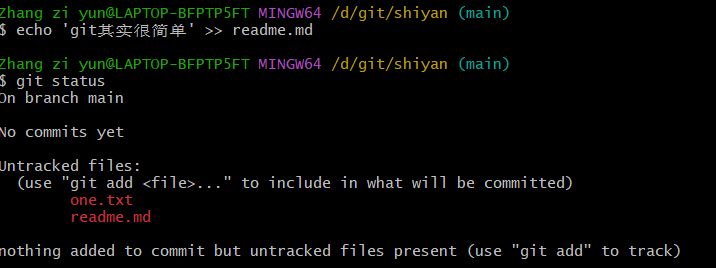 Zhang zi yun@LAPTOP-BFPTP5FT MINGW64 /d/git/shiyan (main)
$ echo 'git其实很简单' >> readme.md
Zhang zi yun@LAPTOP-BFPTP5FT MINGW64 /d/git/shiyan (main)
$ git status
On branch main
No commits yet
Untracked files:
(use "git add <file>..." to include in what will be committed)
one.txt
readme.md
nothing added to commit but untracked files present (use "git add" to track)